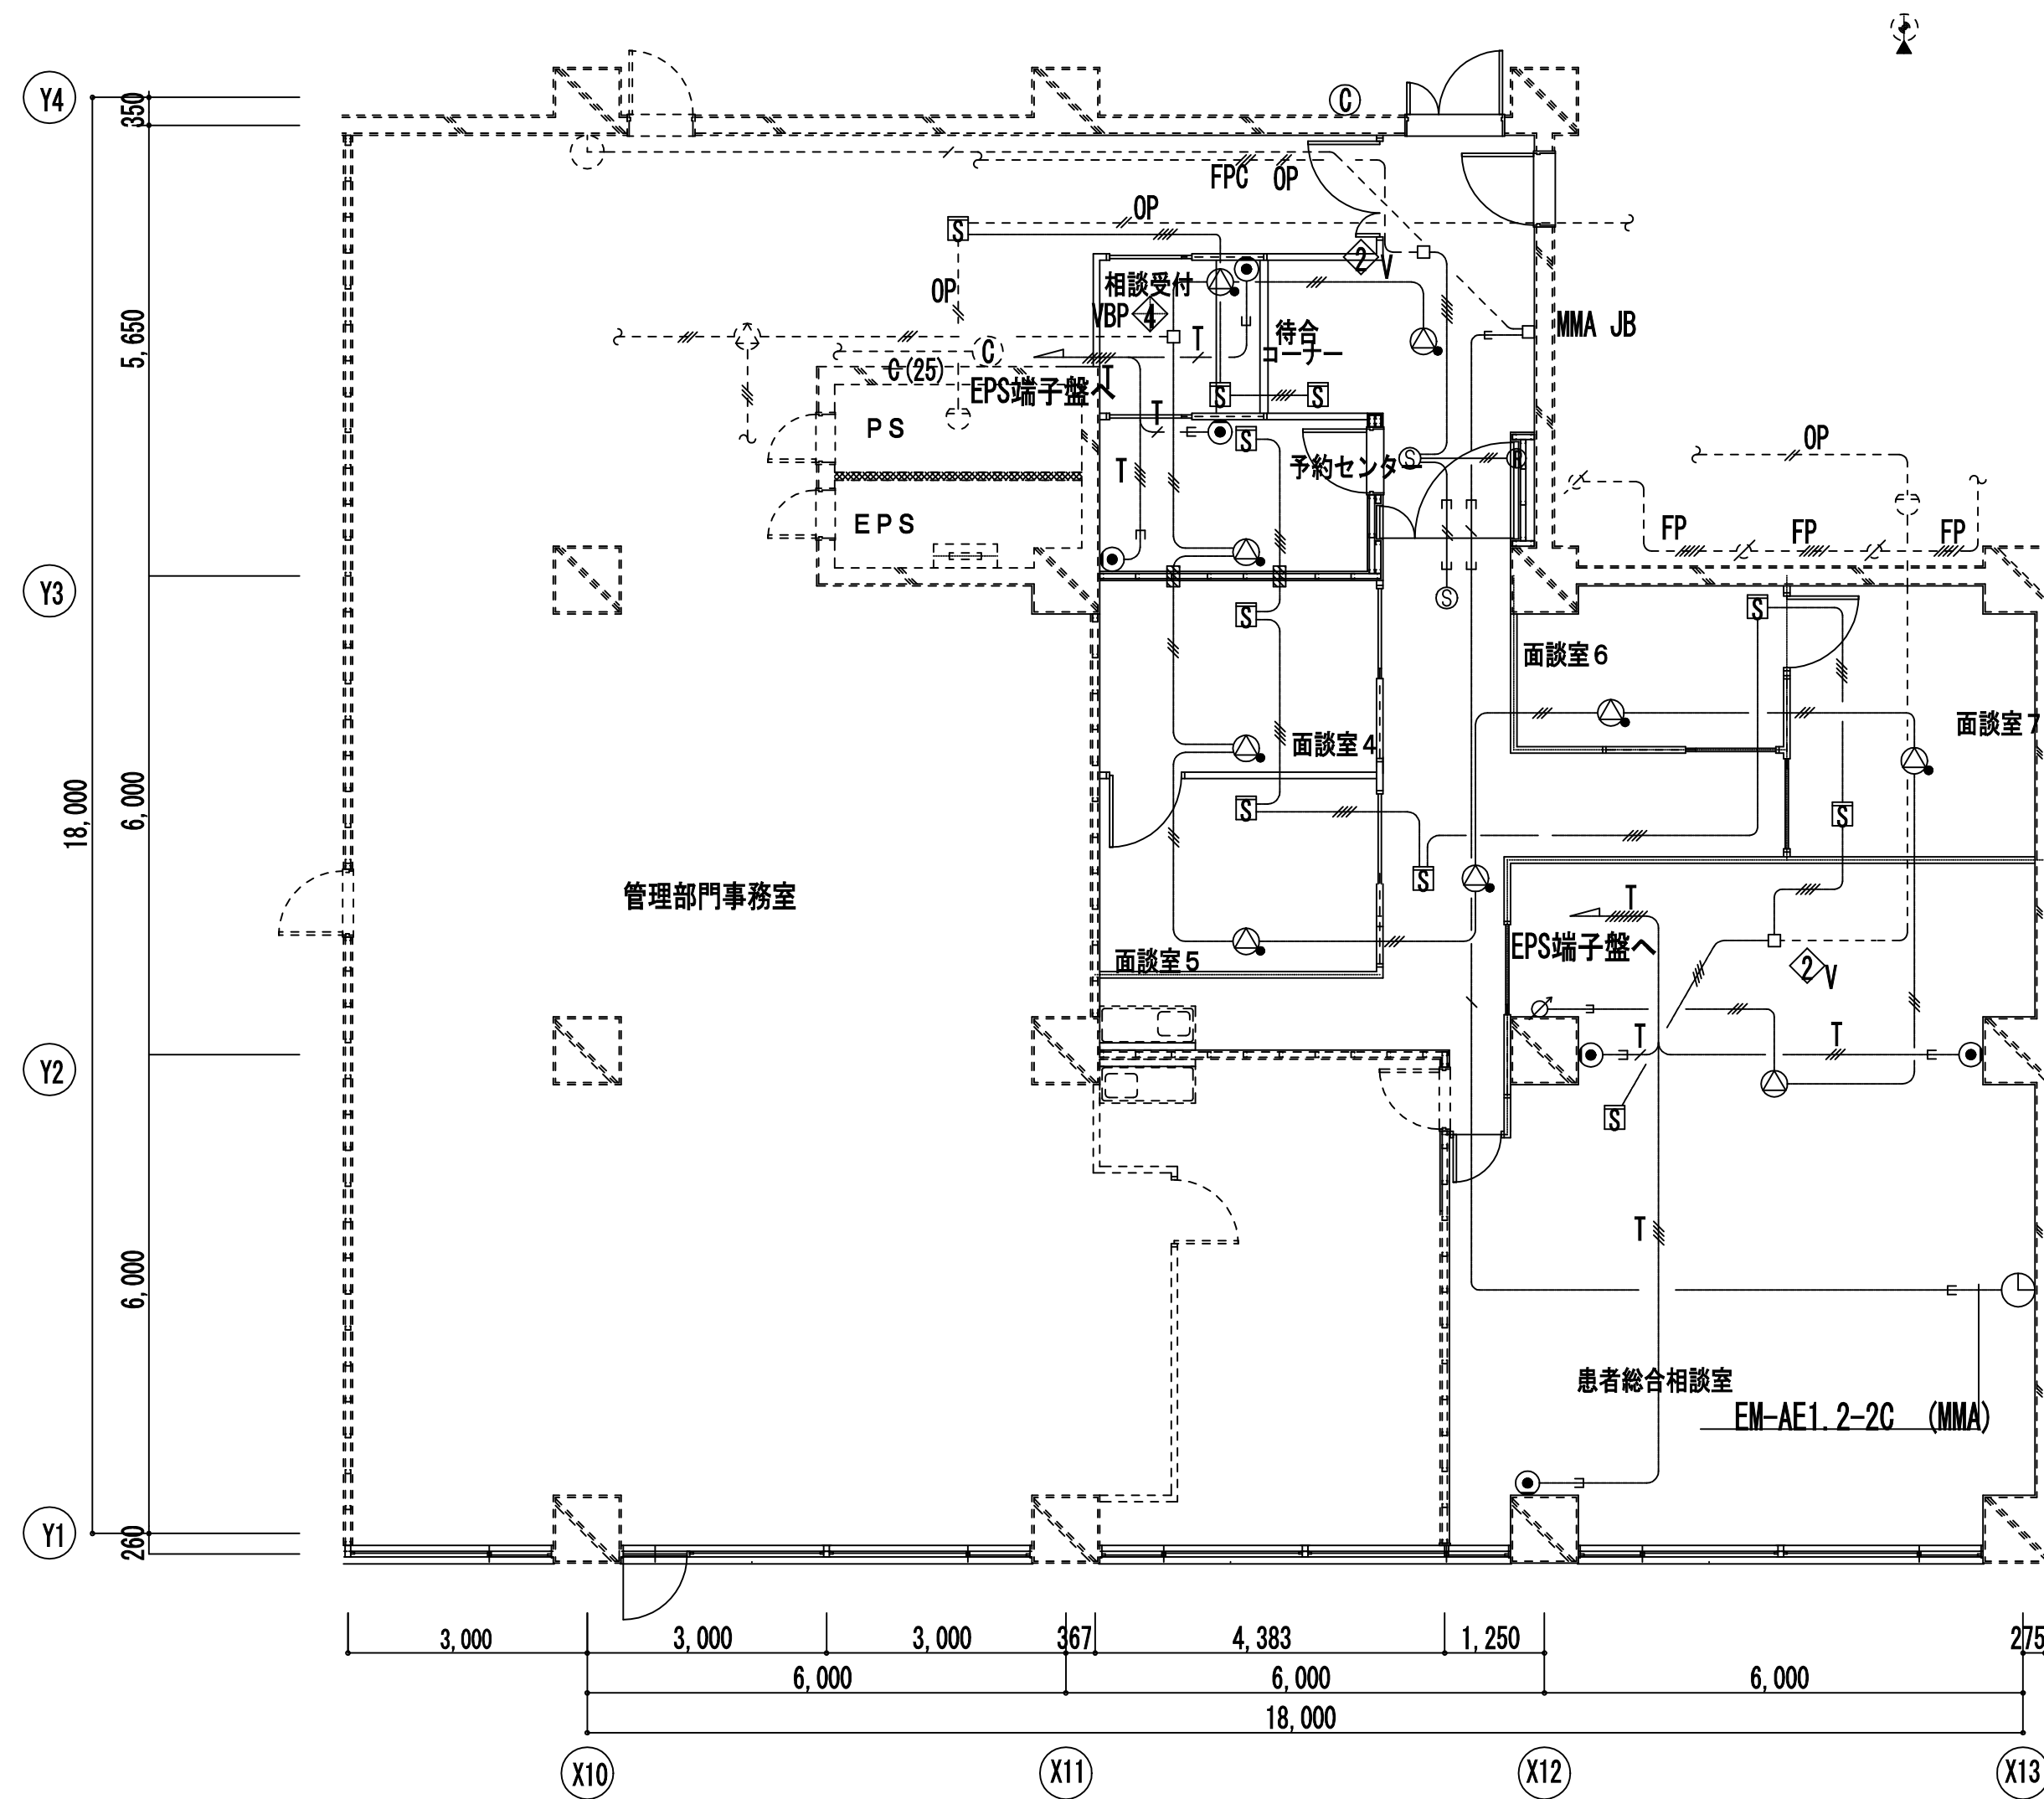 Y4
350
C
FPC
OP
OP
S
2
V
相談受付
OP
VBP
4
待合
コーナー
MMA JB
T
C
C(25)
T
EPS端子盤へ
S
S
5,650
PS
T
S
予約センター
S
R
OP
T
EPS
FP
FP
FP
Y3
S
S
S
面談室6
面談室4
面談室7
18,000
6,000
S
S
管理部門事務室
S
T
EPS端子盤へ
面談室5
2
V
T
T
Y2
S
T
6,000
患者総合相談室
EM-AE1.2-2C (MMA)
Y1
260
3,000
3,000
3,000
367
4,383
1,250
275
6,000
6,000
6,000
18,000
X10
X11
X12
X13